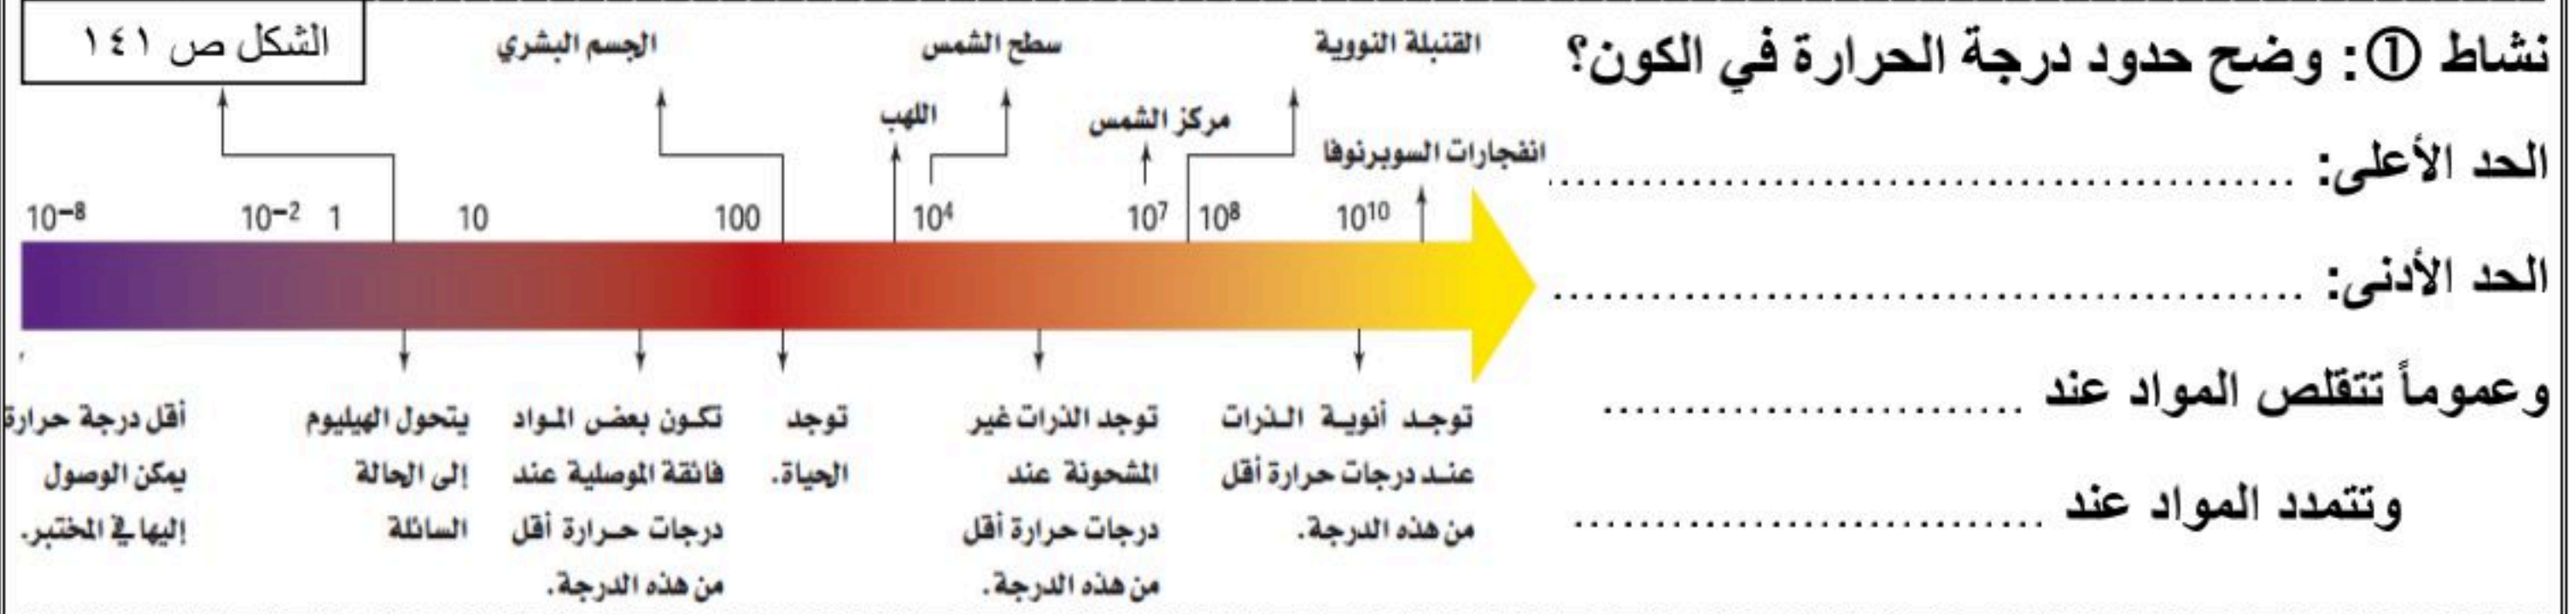 نشاط ①: وضح حدود درجة الحرارة في الكون؟
الحد الأعلى: ..............................................
الحد الأدنى: ..............................................
وعموماً تتقلص المواد عند ..........................
وتتمدد المواد عند .............................
الشكل ص ١٤١
الجسم البشري
سطح الشمس
القنبلة النووية
اللهب
مركز الشمس
انفجارات السوبرنوفا
10⁻⁸ 10⁻² 1 10 100 10⁴ 10⁷ 10⁸ 10¹⁰
توجد أنوية الذرات
عند درجات حرارة أقل
من هذه الدرجة.
توجد الذرات غير
المشحونة عند
درجات حرارة أقل
من هذه الدرجة.
توجد
الحياة.
تكون بعض المواد
فائقة الموصلية عند
درجات حرارة أقل
من هذه الدرجة.
يتحول الهيليوم
إلى الحالة
السائلة
أقل درجة حرارة
يمكن الوصول
إليها في المختبر.